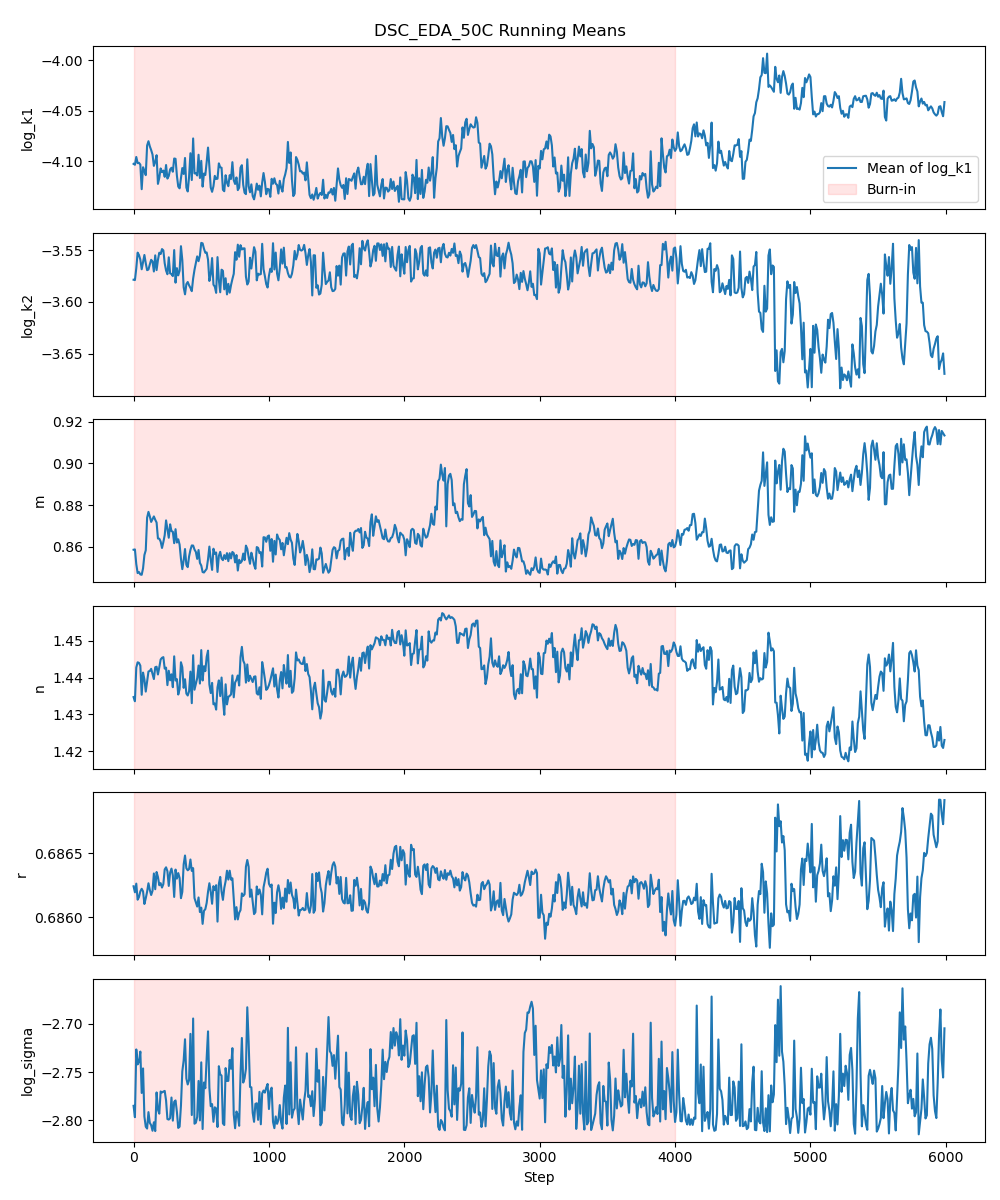 DSC_EDA_50C Running Means
log_k1
−4.00
−4.05
−4.10
Mean of log_k1
Burn-in
log_k2
−3.55
−3.60
−3.65
m
0.92
0.90
0.88
0.86
n
1.45
1.44
1.43
1.42
r
0.6865
0.6860
log_sigma
−2.70
−2.75
−2.80
0 1000 2000 3000 4000 5000 6000
Step